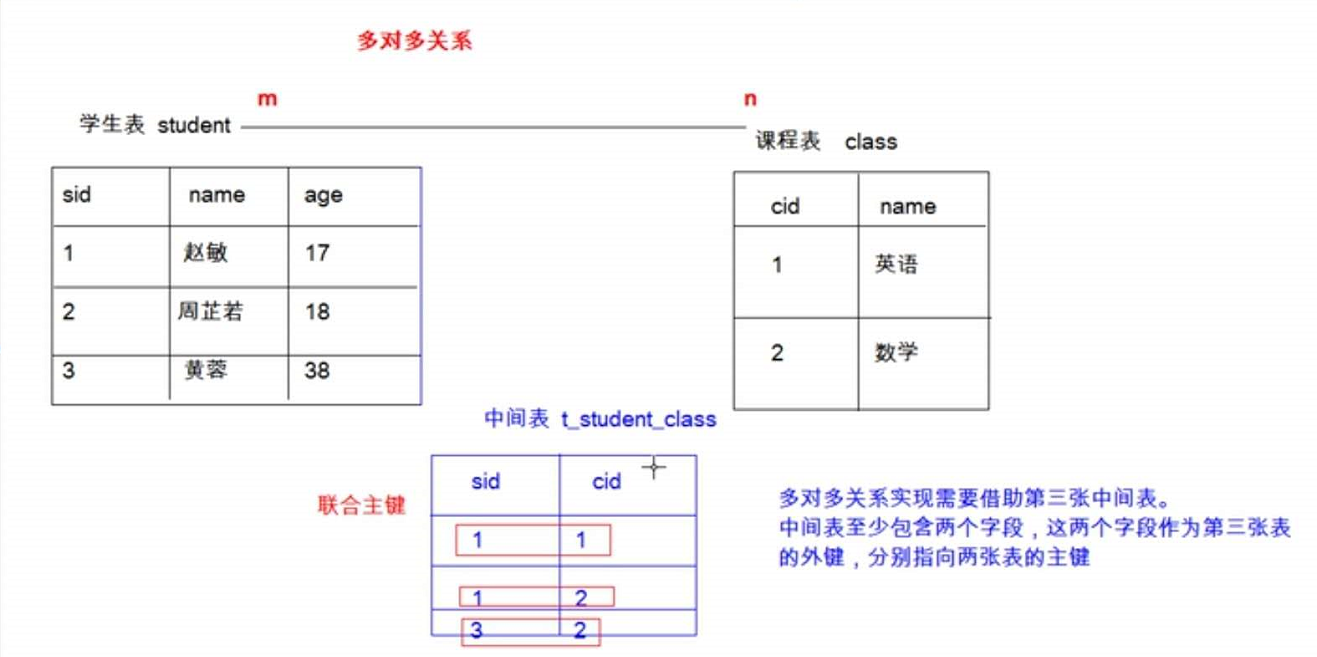 多对多关系
m n
学生表 student
课程表 class
sid name age
1 赵敏 17
2 周芷若 18
3 黄蓉 38
cid name
1 英语
2 数学
中间表 t_student_class
联合主键
sid cid
1 1
1 2
3 2
多对多关系实现需要借助第三张中间表。
中间表至少包含两个字段，这两个字段作为第三张表
的外键，分别指向两张表的主键